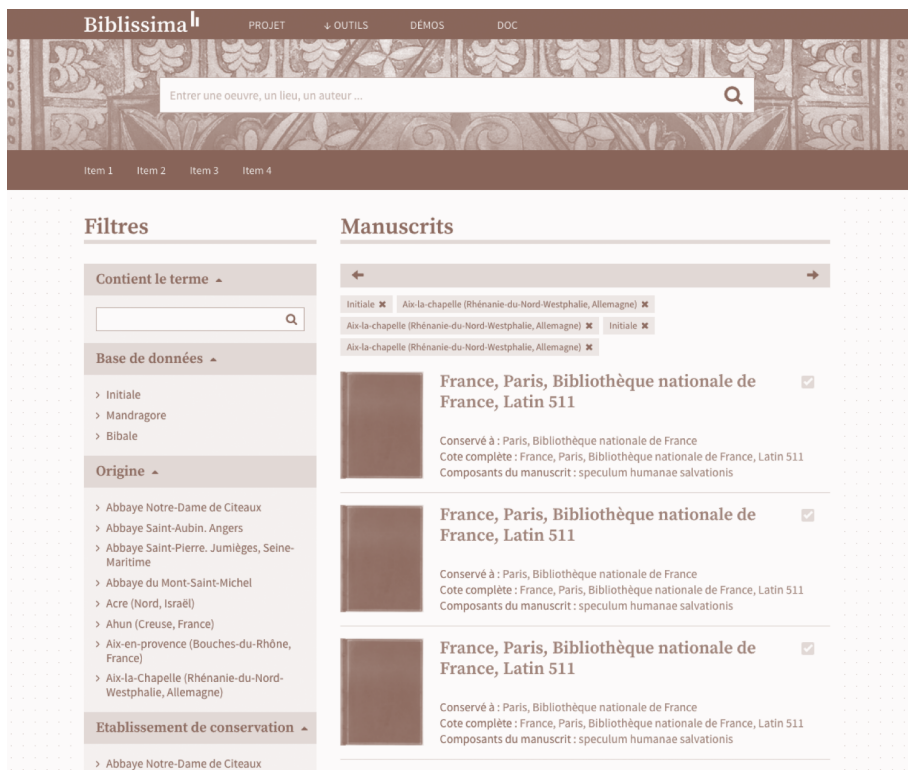 Biblissima
PROJET
↓ OUTILS
DÉMOS
DOC
Entrer une oeuvre, un lieu, un auteur ...
Item 1
Item 2
Item 3
Item 4
Filtres
Contient le terme
Base de données
› Initiale
› Mandragore
› Bibale
Origine
› Abbaye Notre-Dame de Citeaux
› Abbaye Saint-Aubin. Angers
› Abbaye Saint-Pierre. Jumièges, Seine-
Maritime
› Abbaye du Mont-Saint-Michel
› Acre (Nord, Israël)
› Ahun (Creuse, France)
› Aix-en-provence (Bouches-du-Rhône,
France)
› Aix-la-Chapelle (Rhénanie-du-Nord-
Westphalie, Allemagne)
Etablissement de conservation
› Abbaye Notre-Dame de Citeaux
Manuscrits
Initiale ✖ Aix-la-chapelle (Rhénanie-du-Nord-Westphalie, Allemagne) ✖
Aix-la-chapelle (Rhénanie-du-Nord-Westphalie, Allemagne) ✖ Initiale ✖
Aix-la-chapelle (Rhénanie-du-Nord-Westphalie, Allemagne) ✖
France, Paris, Bibliothèque nationale de
France, Latin 511
Conservé à : Paris, Bibliothèque nationale de France
Cote complète : France, Paris, Bibliothèque nationale de France, Latin 511
Composants du manuscrit : speculum humanae salvationis
France, Paris, Bibliothèque nationale de
France, Latin 511
Conservé à : Paris, Bibliothèque nationale de France
Cote complète : France, Paris, Bibliothèque nationale de France, Latin 511
Composants du manuscrit : speculum humanae salvationis
France, Paris, Bibliothèque nationale de
France, Latin 511
Conservé à : Paris, Bibliothèque nationale de France
Cote complète : France, Paris, Bibliothèque nationale de France, Latin 511
Composants du manuscrit : speculum humanae salvationis